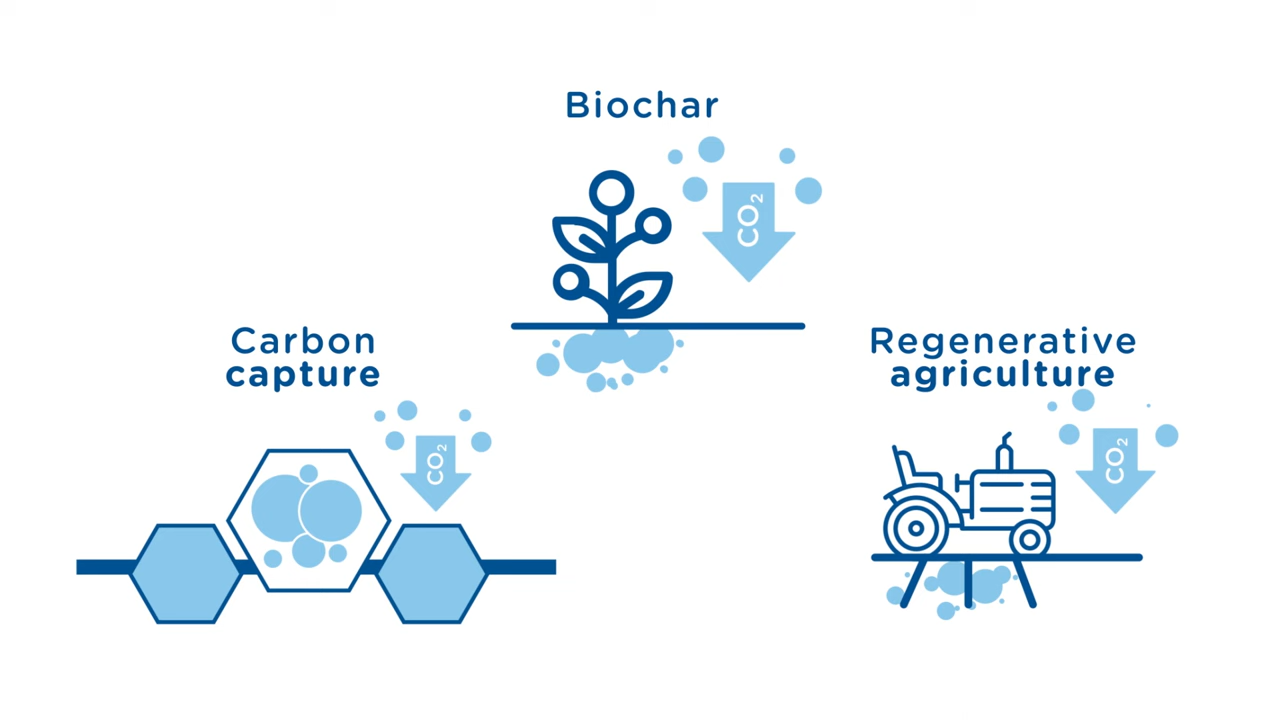 Biochar
CO₂
Carbon
capture
CO₂
Regenerative
agriculture
CO₂